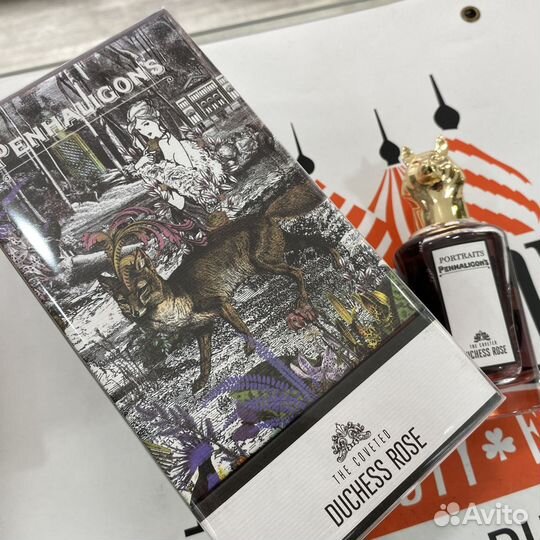 PENHALIGON'S
THE COVETED
DUCHESS ROSE
PORTRAITS
PENHALIGON'S
THE COVETED
DUCHESS ROSE
Avito